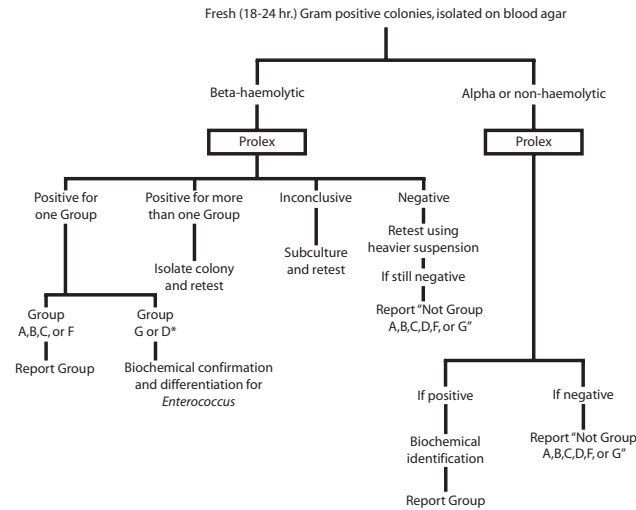 Fresh (18-24 hr.) Gram positive colonies, isolated on blood agar
Beta-haemolytic
Alpha or non-haemolytic
Prolex
Prolex
Positive for
one Group
Positive for more
than one Group
Inconclusive
Negative
Retest using
heavier suspension
Subculture
and retest
Isolate colony
and retest
If still negative
Report "Not Group
A,B,C,D,F, or G"
Group
A,B,C, or F
Group
G or D*
Report Group
Biochemical confirmation
and differentiation for
Enterococcus
If positive
If negative
Biochemical
identification
Report "Not Group
A,B,C,D,F, or G"
Report Group